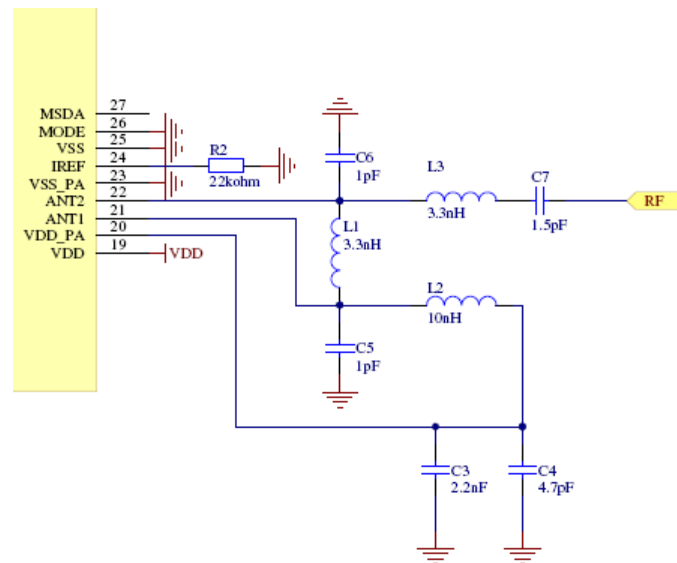 MSDA 27
MODE 26
VSS 25
IREF 24
VSS_PA 23
ANT2 22
ANT1 21
VDD_PA 20
VDD 19
VDD
R2
22kohm
C6
1pF
L3
3.3nH
C7
1.5pF
RF
L1
3.3nH
L2
10nH
C5
1pF
C3
2.2nF
C4
4.7pF